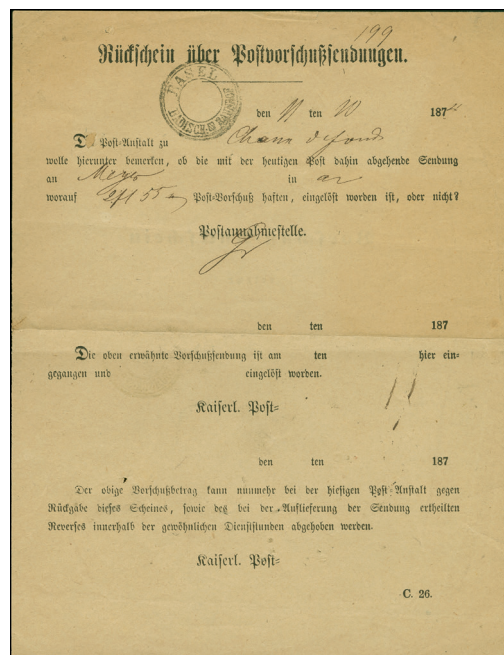 199
Rückschein über Postvorschußsendungen.
BASEL
den 11 ten 10 187
Post-Anstalt zu Chaux d fonds
wolle hierunter bemerken, ob die mit der heutigen Post dahin abgehende Sendung
an in
worauf Post-Vorschuß haften, eingelöst worden ist, oder nicht?
Postannahmestelle.
den ten 187
Die oben erwähnte Vorschußsendung ist am ten hier ein-
gegangen und eingelöst worden.
Kaiserl. Post-
den ten 187
Der obige Vorschußbetrag kann nunmehr bei der hiesigen Post-Anstalt gegen
Rückgabe dieses Scheines, sowie des bei der Auflieferung der Sendung ertheilten
Reverses innerhalb der gewöhnlichen Dienststunden abgehoben werden.
Kaiserl. Post-
C. 26.